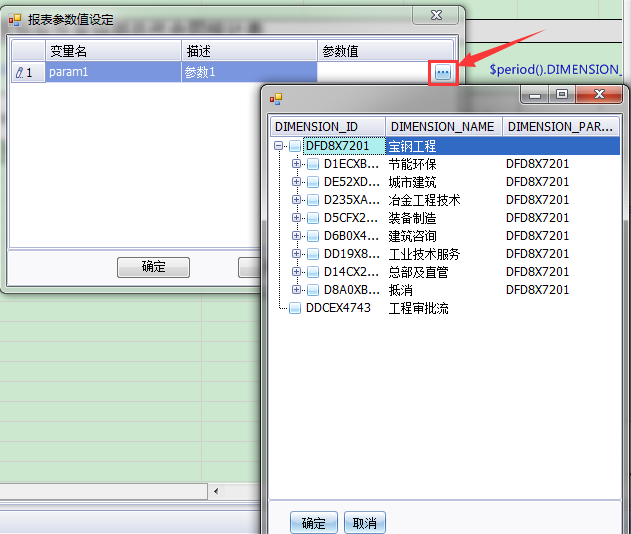 报表参数值设定
变量名 描述 参数值
1 param1 参数1 ...
$period().DIMENSION_
确定
DIMENSION_ID DIMENSION_NAME DIMENSION_PAR...
DFD8X7201 宝钢工程
D1ECXB... 节能环保 DFD8X7201
DE52XD... 城市建筑 DFD8X7201
D235XA... 冶金工程技术 DFD8X7201
D5CFX2... 装备制造 DFD8X7201
D6B0X4... 建筑咨询 DFD8X7201
DD19X8... 工业技术服务 DFD8X7201
D14CX2... 总部及直管 DFD8X7201
D8A0XB... 抵消 DFD8X7201
DDCEX4743 工程审批流
确定 取消